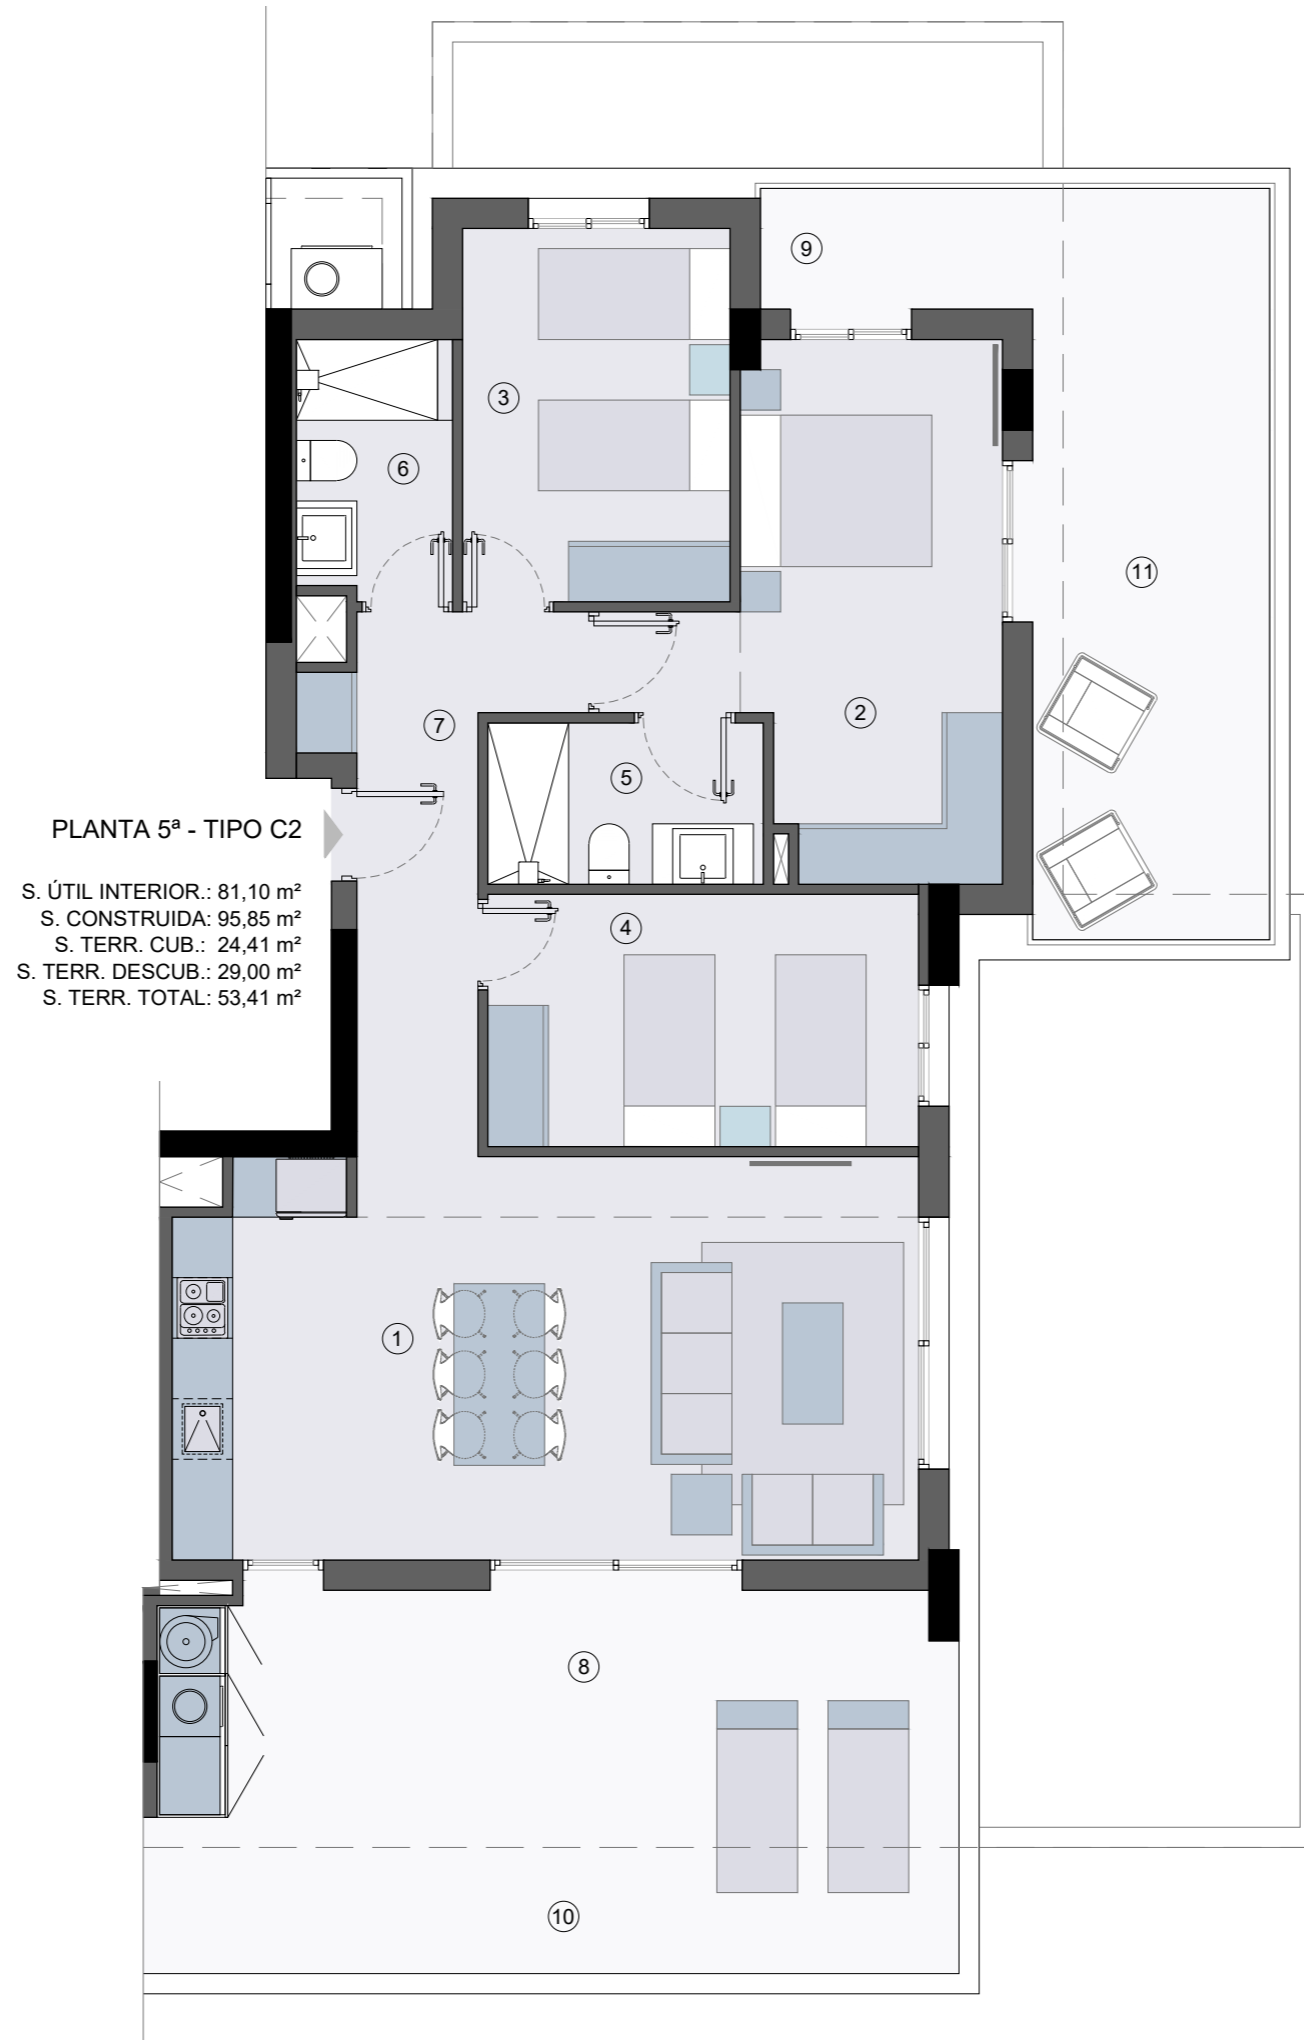 9
3
6
11
2
7
5
PLANTA 5ª - TIPO C2
S. ÚTIL INTERIOR.: 81,10 m²
S. CONSTRUIDA: 95,85 m²
S. TERR. CUB.: 24,41 m²
S. TERR. DESCUB.: 29,00 m²
S. TERR. TOTAL: 53,41 m²
4
1
8
10